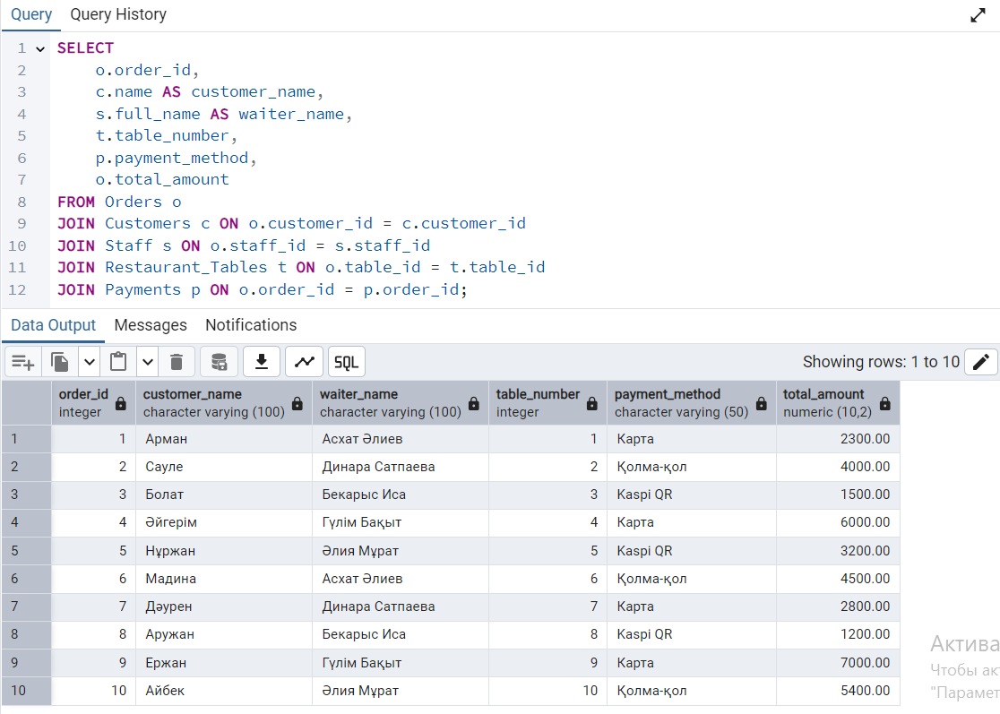 Query Query History
1 SELECT
2 o.order_id,
3 c.name AS customer_name,
4 s.full_name AS waiter_name,
5 t.table_number,
6 p.payment_method,
7 o.total_amount
8 FROM Orders o
9 JOIN Customers c ON o.customer_id = c.customer_id
10 JOIN Staff s ON o.staff_id = s.staff_id
11 JOIN Restaurant_Tables t ON o.table_id = t.table_id
12 JOIN Payments p ON o.order_id = p.order_id;
Data Output Messages Notifications
SQL Showing rows: 1 to 10
order_id customer_name waiter_name table_number payment_method total_amount
integer character varying (100) character varying (100) integer character varying (50) numeric (10,2)
1 1 Арман Асхат Әлиев 1 Карта 2300.00
2 2 Сауле Динара Сатпаева 2 Қолма-қол 4000.00
3 3 Болат Бекарыс Иса 3 Kaspi QR 1500.00
4 4 Әйгерім Гүлім Бақыт 4 Карта 6000.00
5 5 Нұржан Әлия Мұрат 5 Kaspi QR 3200.00
6 6 Мадина Асхат Әлиев 6 Қолма-қол 4500.00
7 7 Дәурен Динара Сатпаева 7 Карта 2800.00
8 8 Аружан Бекарыс Иса 8 Kaspi QR 1200.00
9 9 Ержан Гүлім Бақыт 9 Карта 7000.00
10 10 Айбек Әлия Мұрат 10 Қолма-қол 5400.00
Актива
Чтобы ак
"Парамет